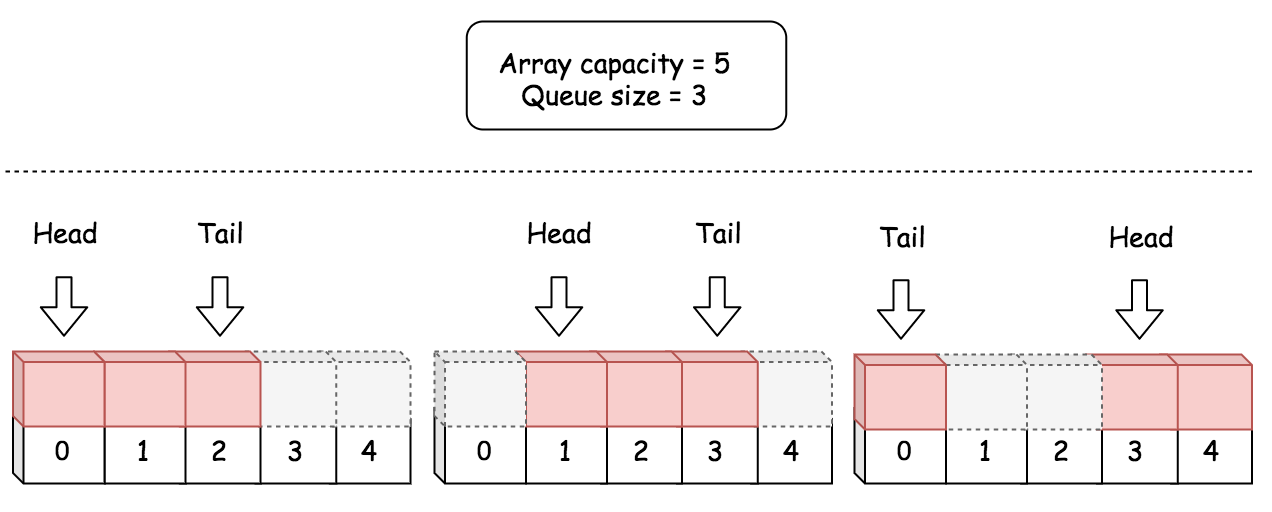 Array capacity = 5
Queue size = 3
Head Tail Head Tail Tail Head
0 1 2 3 4 0 1 2 3 4 0 1 2 3 4